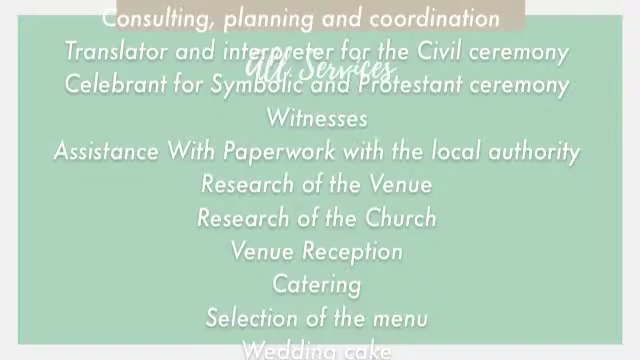 Consulting, planning and coordination
Translator and interpreter for the Civil ceremony
All Services
Celebrant for Symbolic and Protestant ceremony
Witnesses
Assistance With Paperwork with the local authority
Research of the Venue
Research of the Church
Venue Reception
Catering
Selection of the menu
Wedding cake